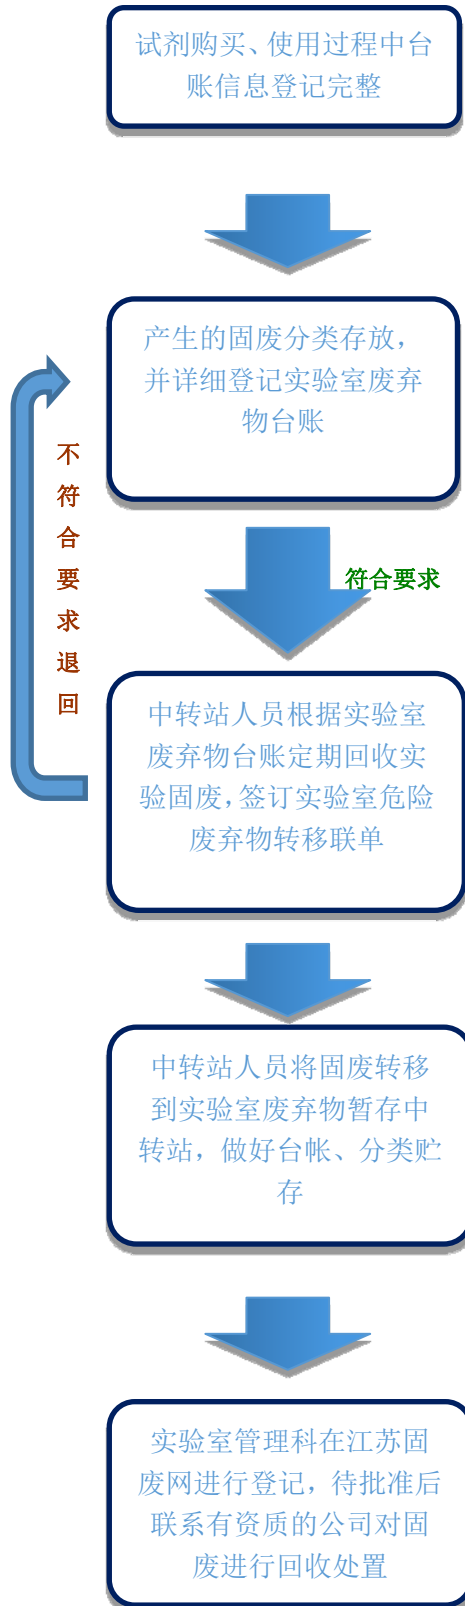 试剂购买、使用过程中台
账信息登记完整
产生的固废分类存放，
并详细登记实验室废弃
物台账
不
符
合
要
求
退
回
符合要求
中转站人员根据实验室
废弃物台账定期回收实
验固废，签订实验室危险
废弃物转移联单
中转站人员将固废转移
到实验室废弃物暂存中
转站，做好台帐、分类贮
存
实验室管理科在江苏固
废网进行登记，待批准后
联系有资质的公司对固
废进行回收处置